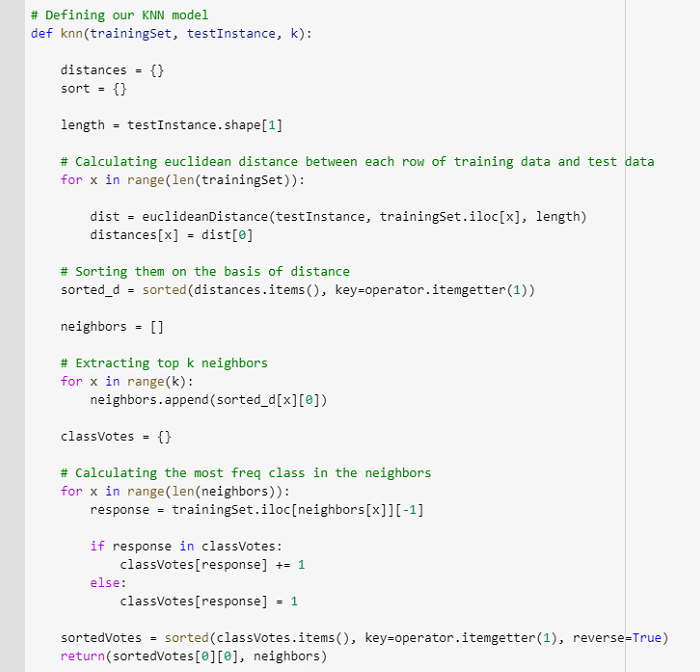 # Defining our KNN model
def knn(trainingSet, testInstance, k):
distances = {}
sort = {}
length = testInstance.shape[1]
# Calculating euclidean distance between each row of training data and test data
for x in range(len(trainingSet)):
dist = euclideanDistance(testInstance, trainingSet.iloc[x], length)
distances[x] = dist[0]
# Sorting them on the basis of distance
sorted_d = sorted(distances.items(), key=operator.itemgetter(1))
neighbors = []
# Extracting top k neighbors
for x in range(k):
neighbors.append(sorted_d[x][0])
classVotes = {}
# Calculating the most freq class in the neighbors
for x in range(len(neighbors)):
response = trainingSet.iloc[neighbors[x]][-1]
if response in classVotes:
classVotes[response] += 1
else:
classVotes[response] = 1
sortedVotes = sorted(classVotes.items(), key=operator.itemgetter(1), reverse=True)
return(sortedVotes[0][0], neighbors)